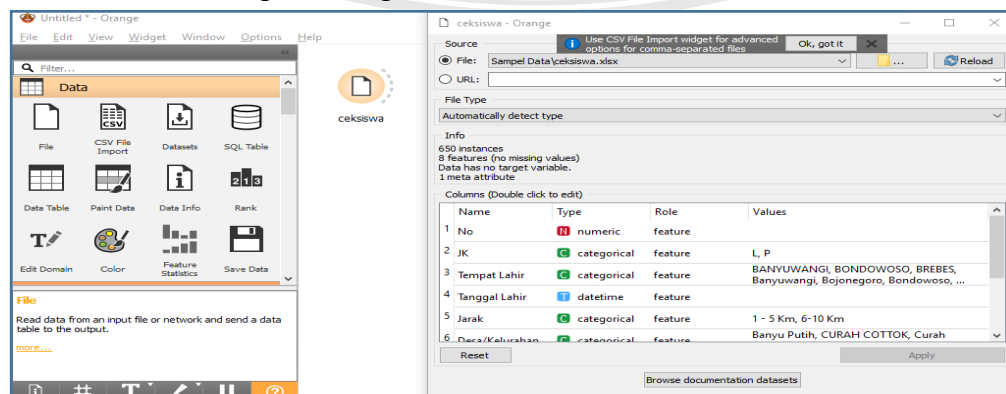 Untitled * - Orange
File Edit View Widget Window Options Help
Filter...
Data
File
CSV File Import
Datasets
SQL Table
Data Table
Paint Data
Data Info
Rank
Edit Domain
Color
Feature Statistics
Save Data
File
Read data from an input file or network and send a data
table to the output.
more...
ceksiswa
ceksiswa - Orange
Source
Use CSV File Import widget for advanced
options for comma-separated files
Ok, got it
File: Sampel Data\ceksiswa.xlsx
...
Reload
URL:
File Type
Automatically detect type
Info
650 instances
8 features (no missing values)
Data has no target variable.
1 meta attribute
Columns (Double click to edit)
Name Type Role Values
1 No N numeric feature
2 JK C categorical feature L, P
3 Tempat Lahir C categorical feature BANYUWANGI, BONDOWOSO, BREBES,
Banyuwangi, Bojonegoro, Bondowoso, ...
4 Tanggal Lahir T datetime feature
5 Jarak C categorical feature 1 - 5 Km, 6-10 Km
6 Desa/Kelurahan C categorical feature Banyu Putih, CURAH COTTOK, Curah
Reset
Apply
Browse documentation datasets